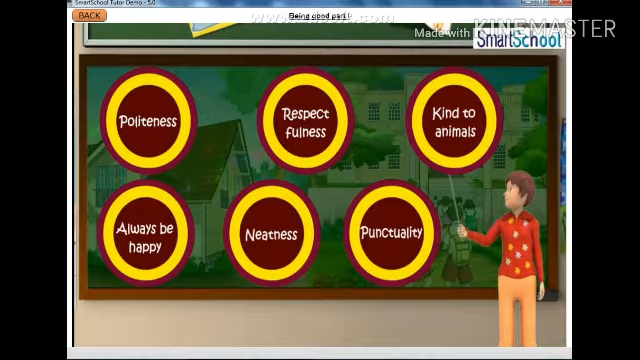 SmartSchool Tutor Demo - 5.0
BACK
Being good part I
Made with KINEMASTER
SmartSchool
Politeness
Respect
fulness
Kind to
animals
Always be
happy
Neatness
Punctuality